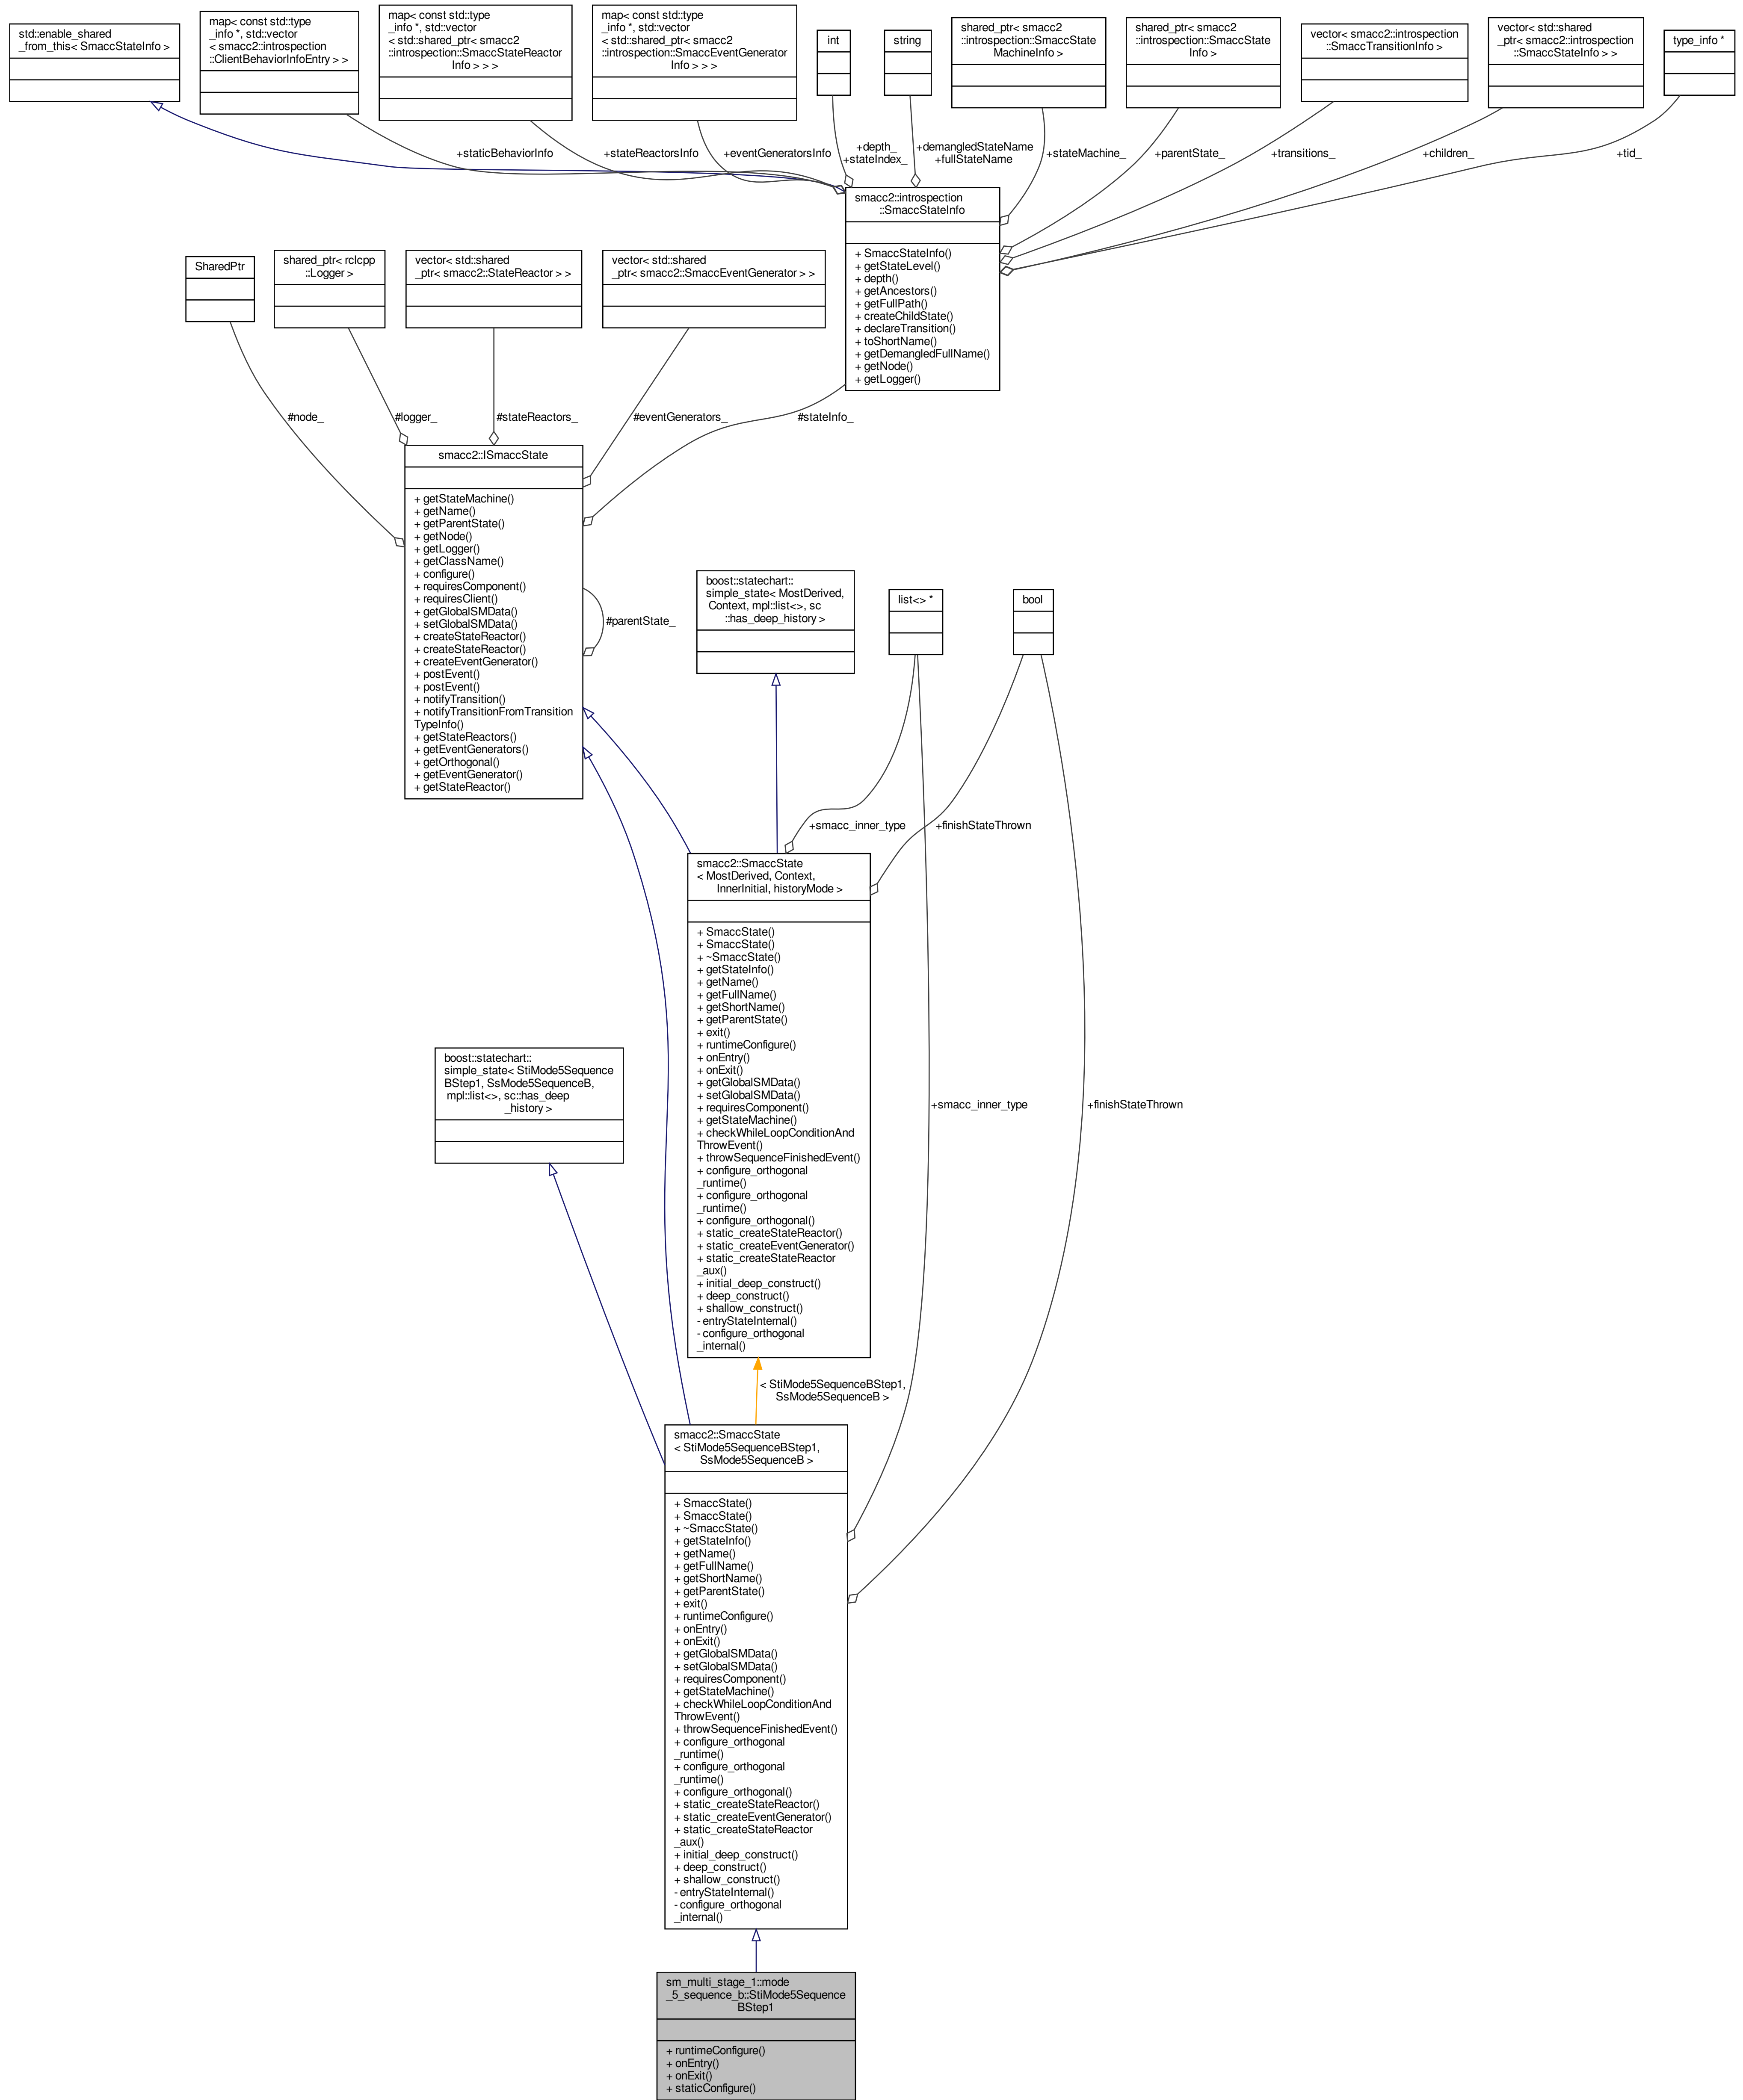 std::enable_shared
_from_this< SmaccStateInfo >
map< const std::type
_info *, std::vector
< smacc2::introspection
::ClientBehaviorInfoEntry > >
map< const std::type
_info *, std::vector
< std::shared_ptr< smacc2
::introspection::SmaccStateReactor
Info > > >
map< const std::type
_info *, std::vector
< std::shared_ptr< smacc2
::introspection::SmaccEventGenerator
Info > > >
int
string
shared_ptr< smacc2
::introspection::SmaccState
MachineInfo >
shared_ptr< smacc2
::introspection::SmaccState
Info >
vector< smacc2::introspection
::SmaccTransitionInfo >
vector< std::shared
_ptr< smacc2::introspection
::SmaccStateInfo > >
type_info *
+staticBehaviorInfo
+stateReactorsInfo
+eventGeneratorsInfo
+depth_
+stateIndex_
+demangledStateName
+fullStateName
+stateMachine_
+parentState_
+transitions_
+children_
+tid_
smacc2::introspection
::SmaccStateInfo
+ SmaccStateInfo()
+ getStateLevel()
+ depth()
+ getAncestors()
+ getFullPath()
+ createChildState()
+ declareTransition()
+ toShortName()
+ getDemangledFullName()
+ getNode()
+ getLogger()
SharedPtr
shared_ptr< rclcpp
::Logger >
vector< std::shared
_ptr< smacc2::StateReactor > >
vector< std::shared
_ptr< smacc2::SmaccEventGenerator > >
#node_
#logger_
#stateReactors_
#eventGenerators_
#stateInfo_
smacc2::ISmaccState
+ getStateMachine()
+ getName()
+ getParentState()
+ getNode()
+ getLogger()
+ getClassName()
+ configure()
+ requiresComponent()
+ requiresClient()
+ getGlobalSMData()
+ setGlobalSMData()
+ createStateReactor()
+ createStateReactor()
+ createEventGenerator()
+ postEvent()
+ postEvent()
+ notifyTransition()
+ notifyTransitionFromTransition
TypeInfo()
+ getStateReactors()
+ getEventGenerators()
+ getOrthogonal()
+ getEventGenerator()
+ getStateReactor()
#parentState_
boost::statechart::
simple_state< MostDerived,
Context, mpl::list<>, sc
::has_deep_history >
list<> *
bool
+smacc_inner_type
+finishStateThrown
smacc2::SmaccState
< MostDerived, Context,
InnerInitial, historyMode >
+ SmaccState()
+ SmaccState()
+ ~SmaccState()
+ getStateInfo()
+ getName()
+ getFullName()
+ getShortName()
+ getParentState()
+ exit()
+ runtimeConfigure()
+ onEntry()
+ onExit()
+ getGlobalSMData()
+ setGlobalSMData()
+ requiresComponent()
+ getStateMachine()
+ checkWhileLoopConditionAnd
ThrowEvent()
+ throwSequenceFinishedEvent()
+ configure_orthogonal
_runtime()
+ configure_orthogonal
_runtime()
+ configure_orthogonal()
+ static_createStateReactor()
+ static_createEventGenerator()
+ static_createStateReactor
_aux()
+ initial_deep_construct()
+ deep_construct()
+ shallow_construct()
- entryStateInternal()
- configure_orthogonal
_internal()
boost::statechart::
simple_state< StiMode5Sequence
BStep1, SsMode5SequenceB,
mpl::list<>, sc::has_deep
_history >
+smacc_inner_type
+finishStateThrown
< StiMode5SequenceBStep1,
SsMode5SequenceB >
smacc2::SmaccState
< StiMode5SequenceBStep1,
SsMode5SequenceB >
+ SmaccState()
+ SmaccState()
+ ~SmaccState()
+ getStateInfo()
+ getName()
+ getFullName()
+ getShortName()
+ getParentState()
+ exit()
+ runtimeConfigure()
+ onEntry()
+ onExit()
+ getGlobalSMData()
+ setGlobalSMData()
+ requiresComponent()
+ getStateMachine()
+ checkWhileLoopConditionAnd
ThrowEvent()
+ throwSequenceFinishedEvent()
+ configure_orthogonal
_runtime()
+ configure_orthogonal
_runtime()
+ configure_orthogonal()
+ static_createStateReactor()
+ static_createEventGenerator()
+ static_createStateReactor
_aux()
+ initial_deep_construct()
+ deep_construct()
+ shallow_construct()
- entryStateInternal()
- configure_orthogonal
_internal()
sm_multi_stage_1::mode
_5_sequence_b::StiMode5Sequence
BStep1
+ runtimeConfigure()
+ onEntry()
+ onExit()
+ staticConfigure()